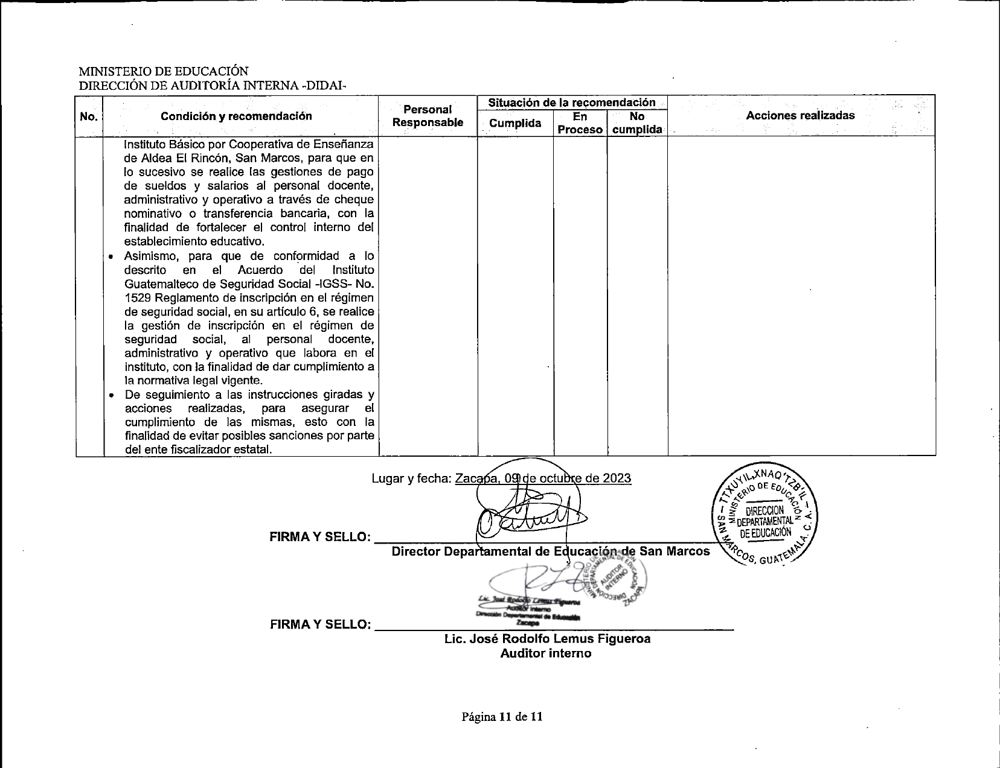 MINISTERIO DE EDUCACIÓN
DIRECCIÓN DE AUDITORÍA INTERNA -DIDAI-
No.
Condición y recomendación
Personal
Responsable
Situación de la recomendación
Cumplida
En
Proceso
No
cumplida
Acciones realizadas
Instituto Básico por Cooperativa de Enseñanza
de Aldea El Rincón, San Marcos, para que en
lo sucesivo se realice las gestiones de pago
de sueldos y salarios al personal docente,
administrativo y operativo a través de cheque
nominativo o transferencia bancaria, con la
finalidad de fortalecer el control interno del
establecimiento educativo.
• Asimismo, para que de conformidad a lo
descrito en el Acuerdo del Instituto
Guatemalteco de Seguridad Social -IGSS- No.
1529 Reglamento de inscripción en el régimen
de seguridad social, en su artículo 6, se realice
la gestión de inscripción en el régimen de
seguridad social, al personal docente,
administrativo y operativo que labora en el
instituto, con la finalidad de dar cumplimiento a
la normativa legal vigente.
• De seguimiento a las instrucciones giradas y
acciones realizadas, para asegurar el
cumplimiento de las mismas, esto con la
finalidad de evitar posibles sanciones por parte
del ente fiscalizador estatal.
Lugar y fecha: Zacapa, 09 de octubre de 2023
TTXUYIL,XNAQ'TZB'IL
MINISTERIO DE EDUCACIÓN
DIRECCION
DEPARTAMENTAL
DE EDUCACIÓN
SAN MARCOS, GUATEMALA, C. A.
FIRMA Y SELLO:
Director Departamental de Educación de San Marcos
MINISTERIO DE EDUCACION
DIRECCION DEPARTAMENTAL DE EDUCACION
AUDITOR
INTERNO
ZACAPA
Lic. José Rodolfo Lemus Figueroa
Auditor Interno
Dirección Departamental de Educación
Zacapa
FIRMA Y SELLO:
Lic. José Rodolfo Lemus Figueroa
Auditor interno
Página 11 de 11